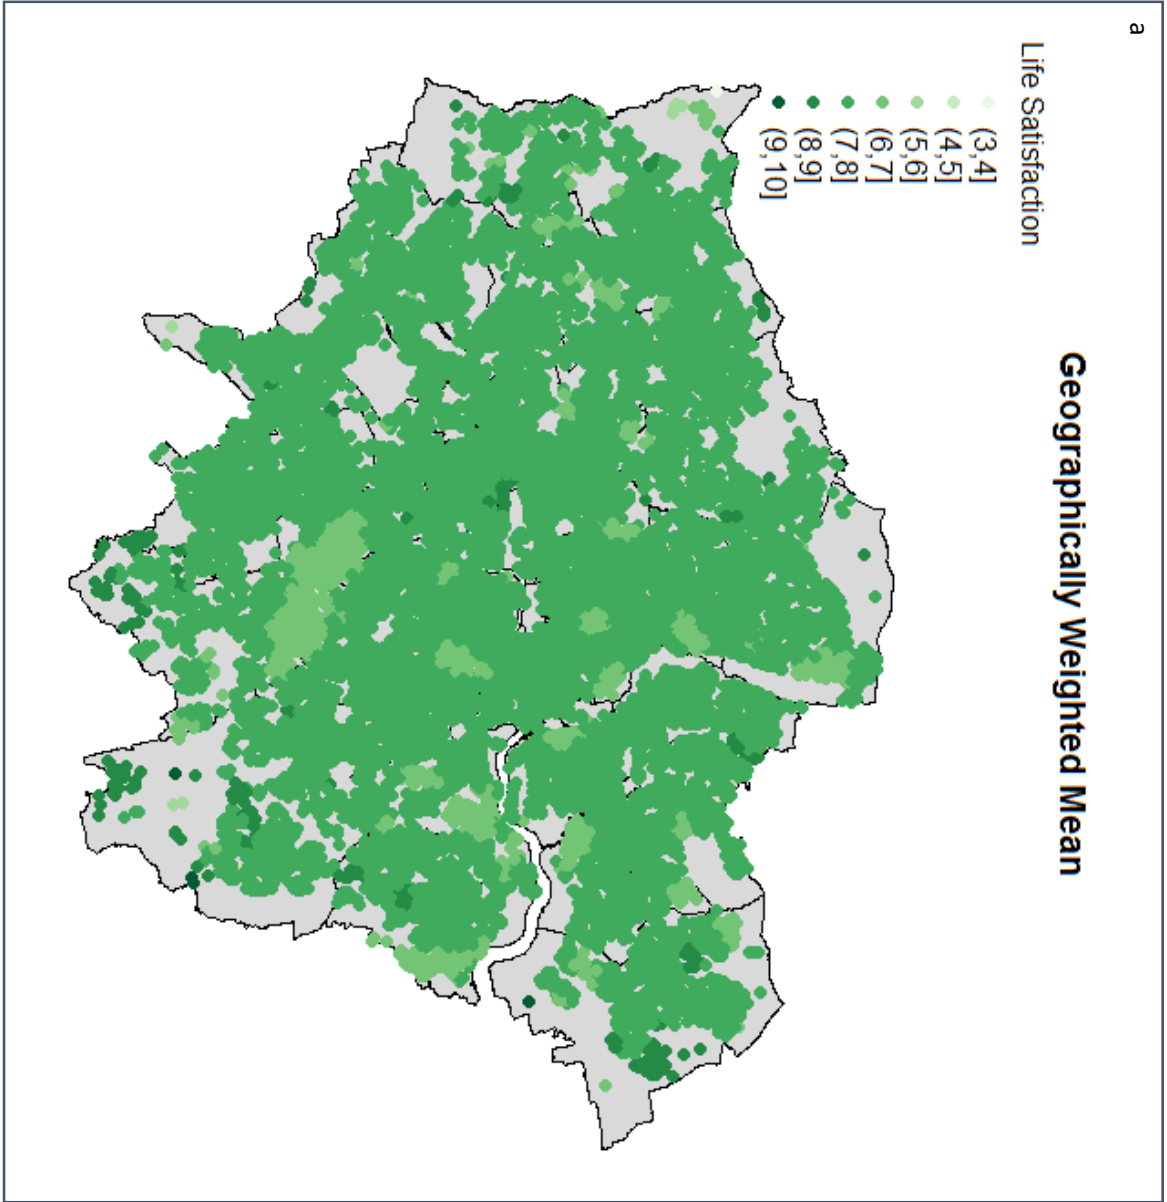 a
Geographically Weighted Mean
Life Satisfaction
(3,4]
(4,5]
(5,6]
(6,7]
(7,8]
(8,9]
(9,10]